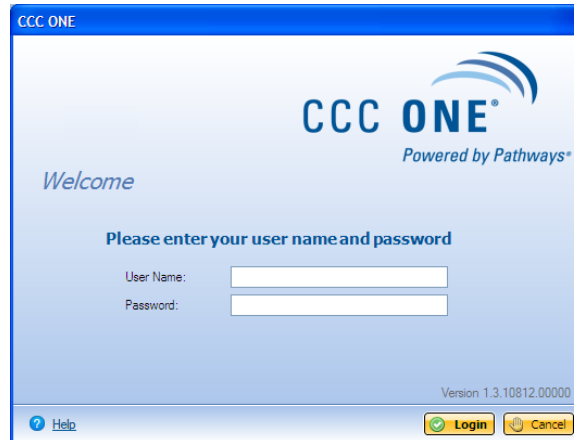 CCC ONE
CCC ONE®
Powered by Pathways®
Welcome
Please enter your user name and password
User Name:
Password:
Version 1.3.10812.00000
Help
Login
Cancel